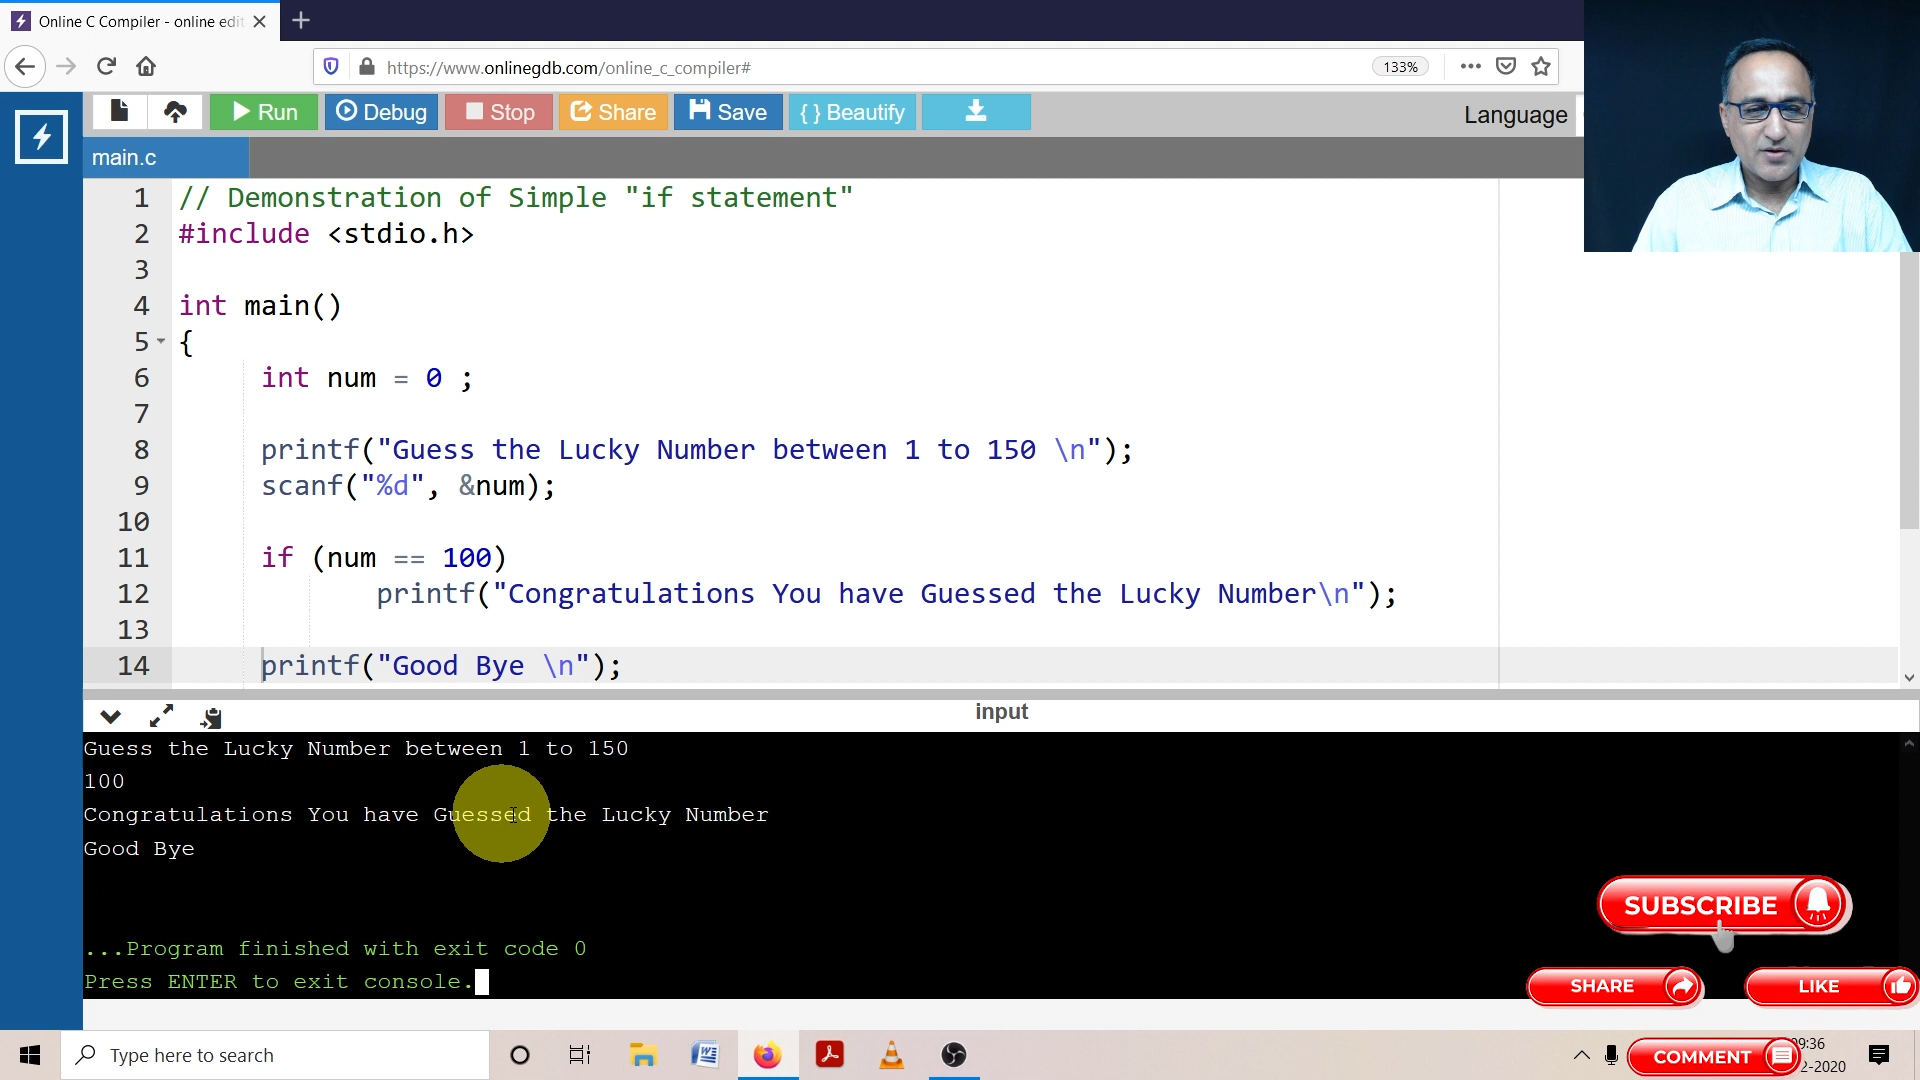 Online C Compiler - online edit
https://www.onlinegdb.com/online_c_compiler#
133%
Run
Debug
Stop
Share
Save
{ } Beautify
Language
main.c
1 // Demonstration of Simple "if statement"
2 #include <stdio.h>
3
4 int main()
5 {
6 int num = 0 ;
7
8 printf("Guess the Lucky Number between 1 to 150 \n");
9 scanf("%d", &num);
10
11 if (num == 100)
12 printf("Congratulations You have Guessed the Lucky Number\n");
13
14 printf("Good Bye \n");
input
Guess the Lucky Number between 1 to 150
100
Congratulations You have Guessed the Lucky Number
Good Bye
...Program finished with exit code 0
Press ENTER to exit console.
SUBSCRIBE
SHARE
LIKE
Type here to search
COMMENT
9:36
2-2020